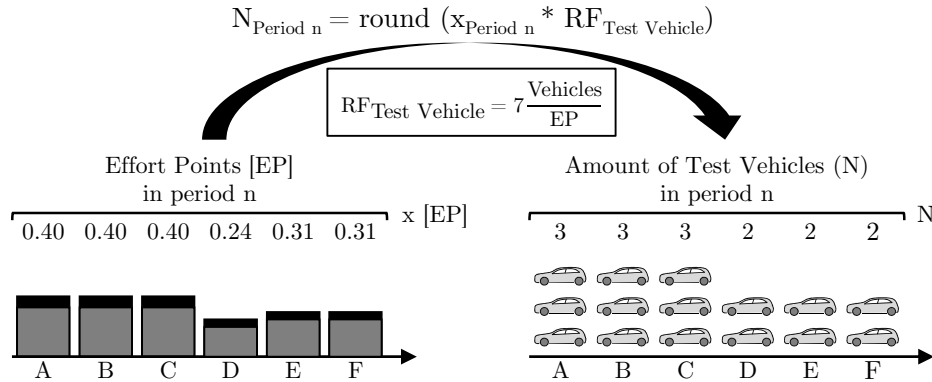 N_Period n = round (x_Period n * RF_Test Vehicle)
RF_Test Vehicle = 7 Vehicles/EP
Effort Points [EP]
in period n
x [EP]
0.40 0.40 0.40 0.24 0.31 0.31
A B C D E F
Amount of Test Vehicles (N)
in period n
N
3 3 3 2 2 2
A B C D E F